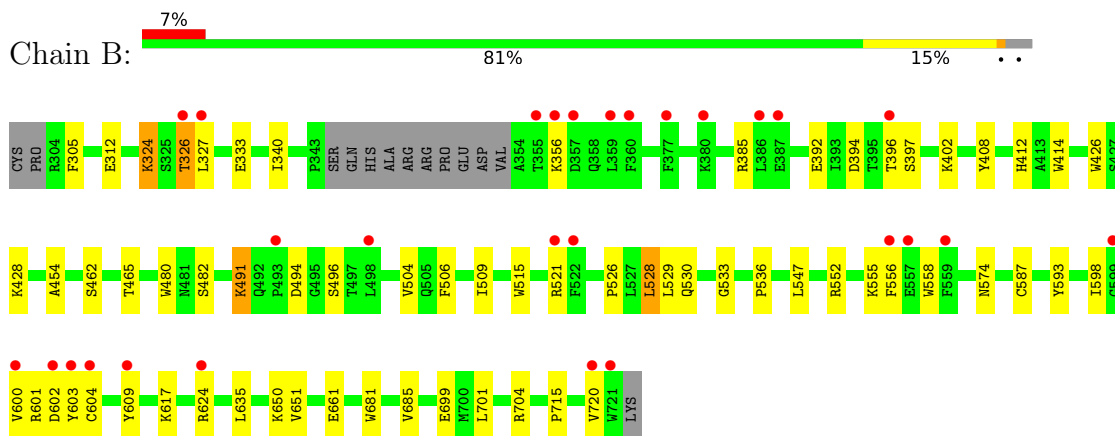 7%
Chain B:
81% 15% • •
CYS PRO R304 F305 E312 K324 S325 T326 L327 E333 I340 P343 SER GLN HIS ALA ARG ARG PRO GLU ASP VAL A354 T355 K356 D357 Q358 L359 F360 F377 K380 R385 L386 E387 E392 I393 D394 T395 T396 S397 K402 Y408 H412 A413 W414 W426 S427
K428 A454 S462 T465 W480 N481 S482 K491 Q492 P493 D494 G495 S496 T497 L498 V504 Q505 F506 I509 W515 R521 F522 P526 L527 L528 L529 Q530 G533 P536 L547 R552 K555 F556 E557 W558 F559 N574 C587 Y593 I598 G599
V600 R601 D602 Y603 C604 Y609 K617 R624 L635 K650 V651 E661 W681 V685 E699 M700 L701 R704 P715 V720 W721 LYS